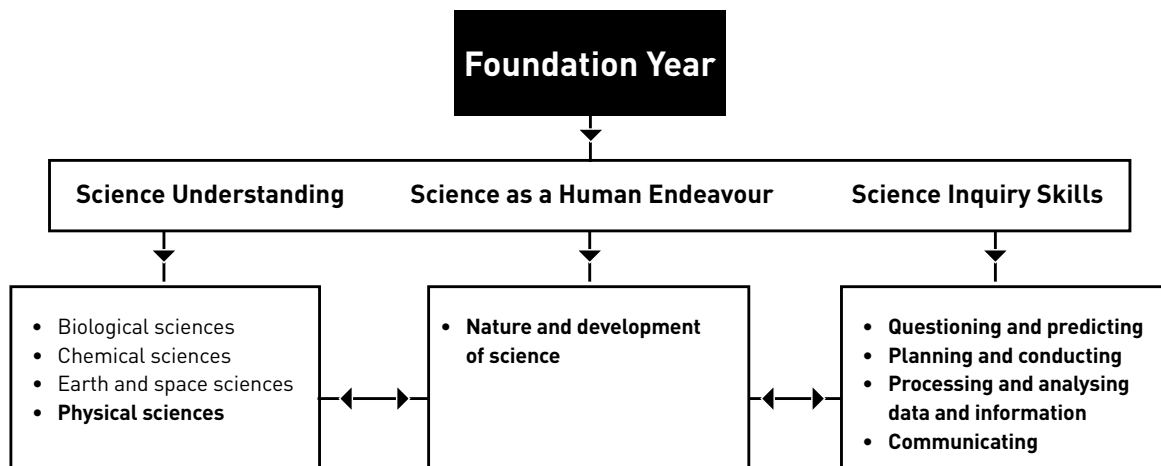 Foundation Year
Science Understanding
Science as a Human Endeavour
Science Inquiry Skills
• Biological sciences
• Chemical sciences
• Earth and space sciences
• Physical sciences
• Nature and development
of science
• Questioning and predicting
• Planning and conducting
• Processing and analysing
data and information
• Communicating